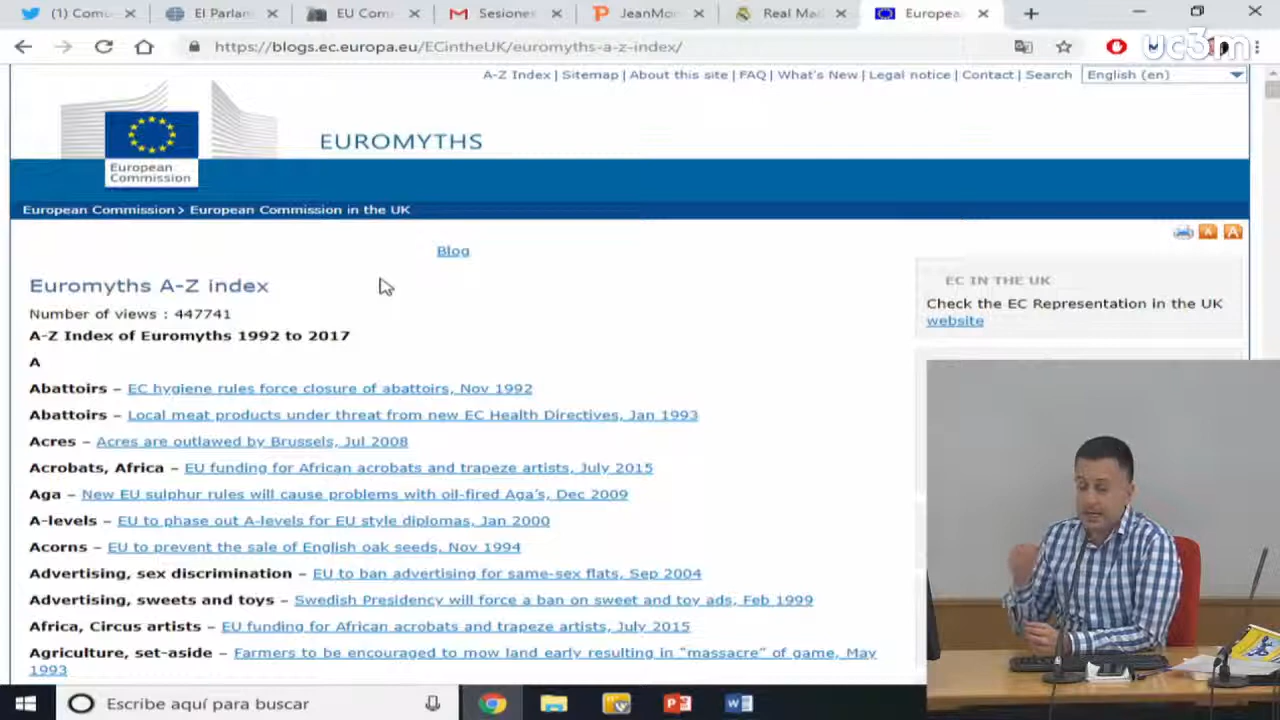 (1) Comu
El Parlan
EU Com
Sesione
JeanMo
Real Ma
Europea
https://blogs.ec.europa.eu/ECintheUK/euromyths-a-z-index/
uc3m
A-Z Index | Sitemap | About this site | FAQ | What's New | Legal notice | Contact | Search
English (en)
European
Commission
EUROMYTHS
European Commission > European Commission in the UK
A A
Blog
Euromyths A-Z index
Number of views : 447741
A-Z Index of Euromyths 1992 to 2017
A
Abattoirs – EC hygiene rules force closure of abattoirs, Nov 1992
Abattoirs – Local meat products under threat from new EC Health Directives, Jan 1993
Acres – Acres are outlawed by Brussels, Jul 2008
Acrobats, Africa – EU funding for African acrobats and trapeze artists, July 2015
Aga – New EU sulphur rules will cause problems with oil-fired Aga's, Dec 2009
A-levels – EU to phase out A-levels for EU style diplomas, Jan 2000
Acorns – EU to prevent the sale of English oak seeds, Nov 1994
Advertising, sex discrimination – EU to ban advertising for same-sex flats, Sep 2004
Advertising, sweets and toys – Swedish Presidency will force a ban on sweet and toy ads, Feb 1999
Africa, Circus artists – EU funding for African acrobats and trapeze artists, July 2015
Agriculture, set-aside – Farmers to be encouraged to mow land early resulting in "massacre" of game, May
1993
EC IN THE UK
Check the EC Representation in the UK
website
Escribe aquí para buscar